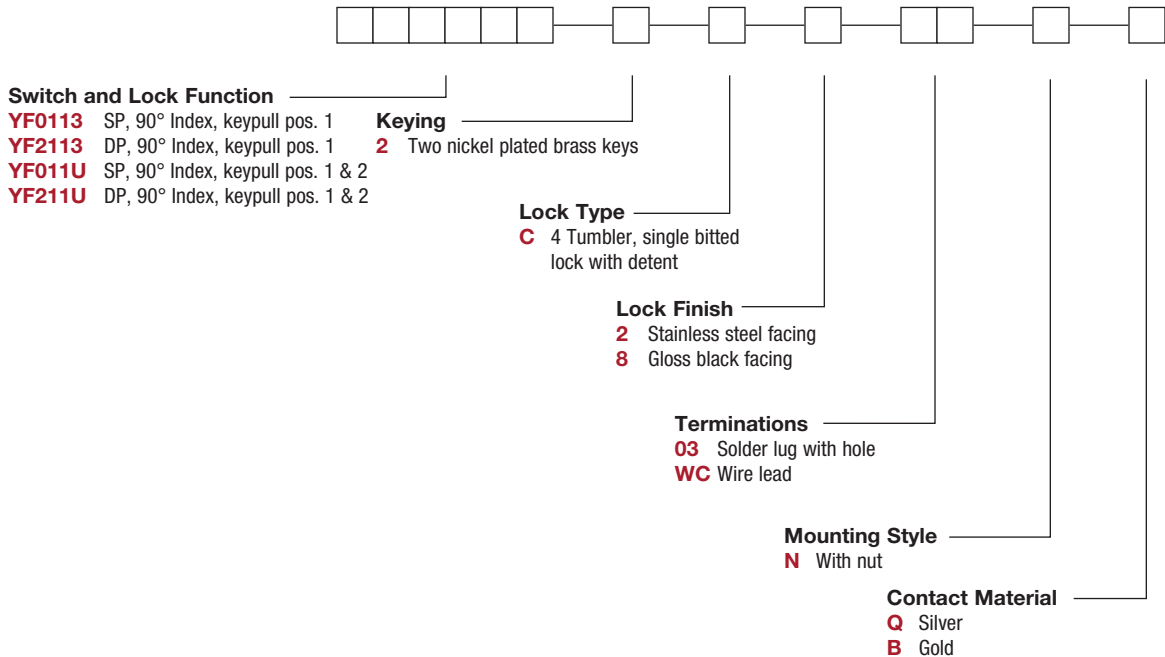 Switch and Lock Function
YF0113 SP, 90° Index, keypull pos. 1
YF2113 DP, 90° Index, keypull pos. 1
YF011U SP, 90° Index, keypull pos. 1 & 2
YF211U DP, 90° Index, keypull pos. 1 & 2
Keying
2 Two nickel plated brass keys
Lock Type
C 4 Tumbler, single bitted
lock with detent
Lock Finish
2 Stainless steel facing
8 Gloss black facing
Terminations
03 Solder lug with hole
WC Wire lead
Mounting Style
N With nut
Contact Material
Q Silver
B Gold